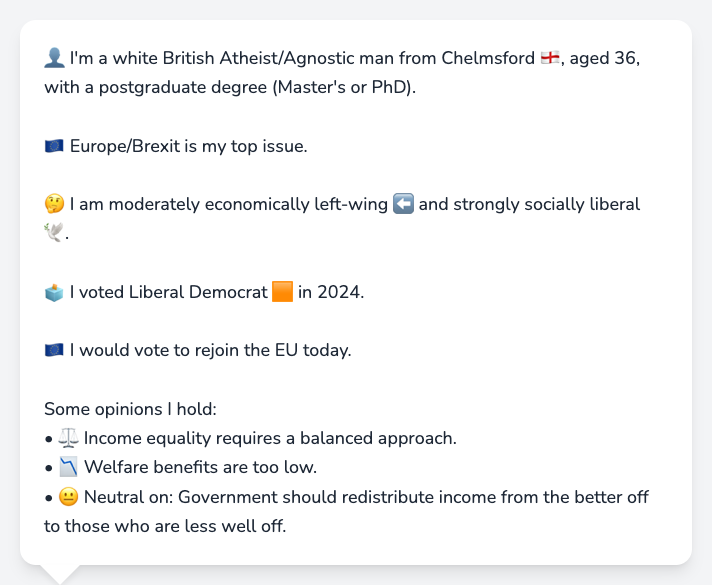 👤 I'm a white British Atheist/Agnostic man from Chelmsford 🏴󠁧󠁢󠁥󠁮󠁧󠁿, aged 36,
with a postgraduate degree (Master's or PhD).
🇪🇺 Europe/Brexit is my top issue.
🤔 I am moderately economically left-wing ⬅️ and strongly socially liberal
🕊️.
🗳️ I voted Liberal Democrat 🟧 in 2024.
🇪🇺 I would vote to rejoin the EU today.
Some opinions I hold:
• ⚖️ Income equality requires a balanced approach.
• 📉 Welfare benefits are too low.
• 😐 Neutral on: Government should redistribute income from the better off
to those who are less well off.